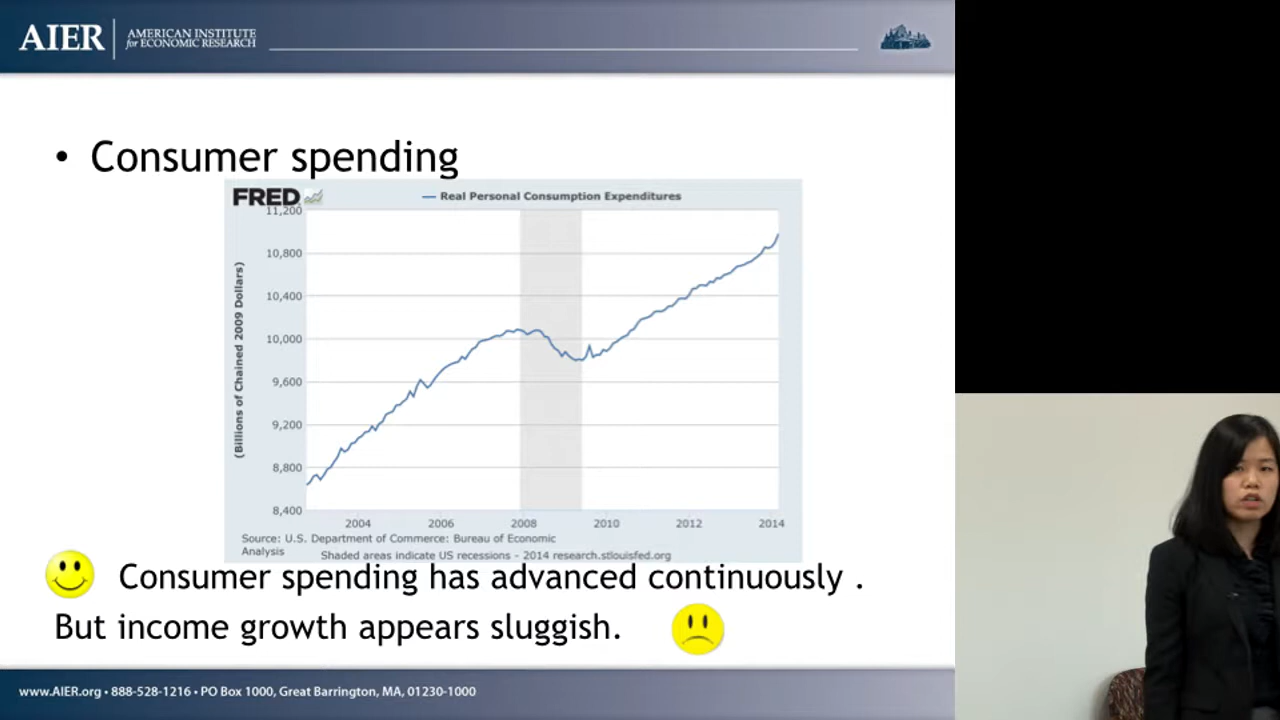 AIER
AMERICAN INSTITUTE
for ECONOMIC RESEARCH
• Consumer spending
FRED
Real Personal Consumption Expenditures
(Billions of Chained 2009 Dollars)
11,200
10,800
10,400
10,000
9,600
9,200
8,800
8,400
2004 2006 2008 2010 2012 2014
Source: U.S. Department of Commerce: Bureau of Economic
Analysis
Shaded areas indicate US recessions - 2014 research.stlouisfed.org
Consumer spending has advanced continuously .
But income growth appears sluggish.
www.AIER.org • 888-528-1216 • PO Box 1000, Great Barrington, MA, 01230-1000